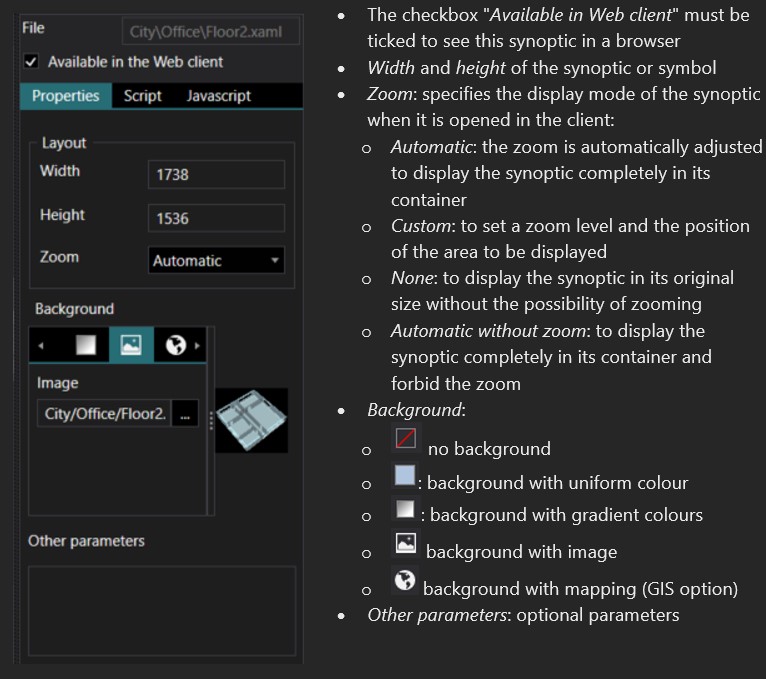 File
City\Office\Floor2.xaml
Available in the Web client
Properties Script Javascript
Layout
Width 1738
Height 1536
Zoom Automatic
Background
Image
City/Office/Floor2. ...
Other parameters
• The checkbox "Available in Web client" must be
ticked to see this synoptic in a browser
• Width and height of the synoptic or symbol
• Zoom: specifies the display mode of the synoptic
when it is opened in the client:
o Automatic: the zoom is automatically adjusted
to display the synoptic completely in its
container
o Custom: to set a zoom level and the position
of the area to be displayed
o None: to display the synoptic in its original
size without the possibility of zooming
o Automatic without zoom: to display the
synoptic completely in its container and
forbid the zoom
• Background:
o no background
o : background with uniform colour
o : background with gradient colours
o background with image
o background with mapping (GIS option)
• Other parameters: optional parameters